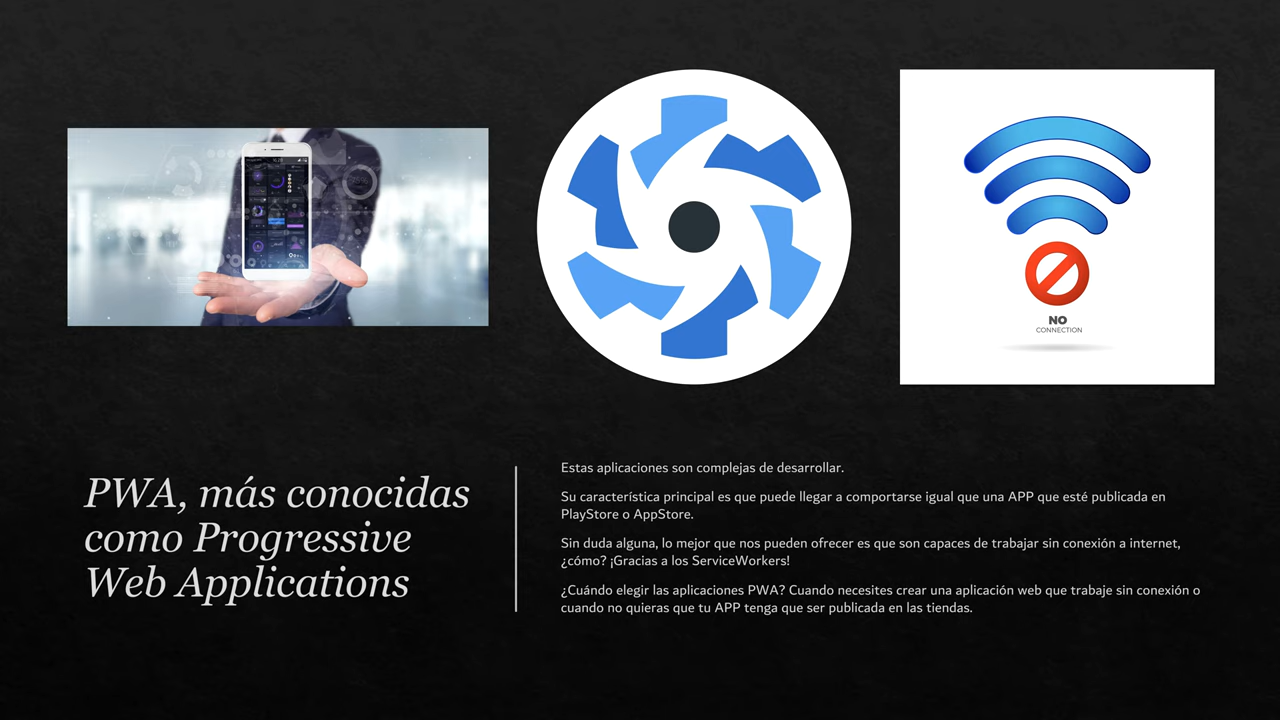 NO
CONNECTION
PWA, más conocidas
como Progressive
Web Applications
Estas aplicaciones son complejas de desarrollar.
Su característica principal es que puede llegar a comportarse igual que una APP que esté publicada en
PlayStore o AppStore.
Sin duda alguna, lo mejor que nos pueden ofrecer es que son capaces de trabajar sin conexión a internet,
¿cómo? ¡Gracias a los ServiceWorkers!
¿Cuándo elegir las aplicaciones PWA? Cuando necesites crear una aplicación web que trabaje sin conexión o
cuando no quieras que tu APP tenga que ser publicada en las tiendas.